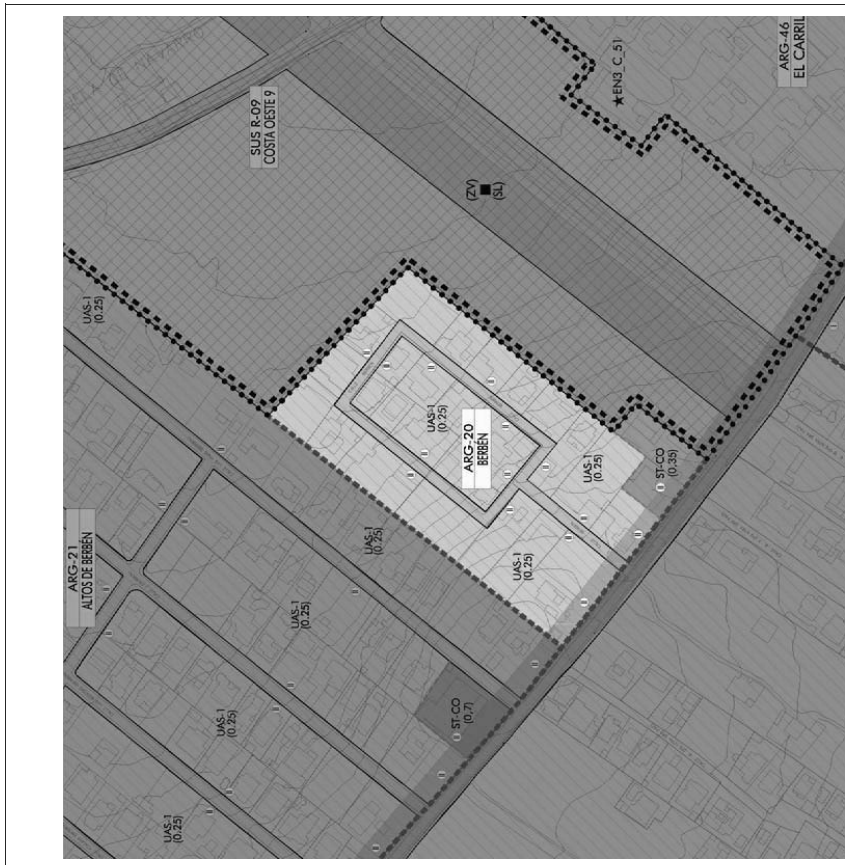 ARG-46
EL CARRIL
★EN3_C_51
SUS R-09
COSTA OESTE 9
(ZV)
(SL)
UAS-1
(0.25)
UAS-1
(0.25)
ARG-20
BERBÉN
UAS-1
(0.25)
ST-CO
(0.35)
UAS-1
(0.25)
UAS-1
(0.25)
ARG-21
ALTOS DE BERBÉN
UAS-1
(0.25)
ST-CO
(0,7)
UAS-1
(0.25)
UAS-1
(0.25)